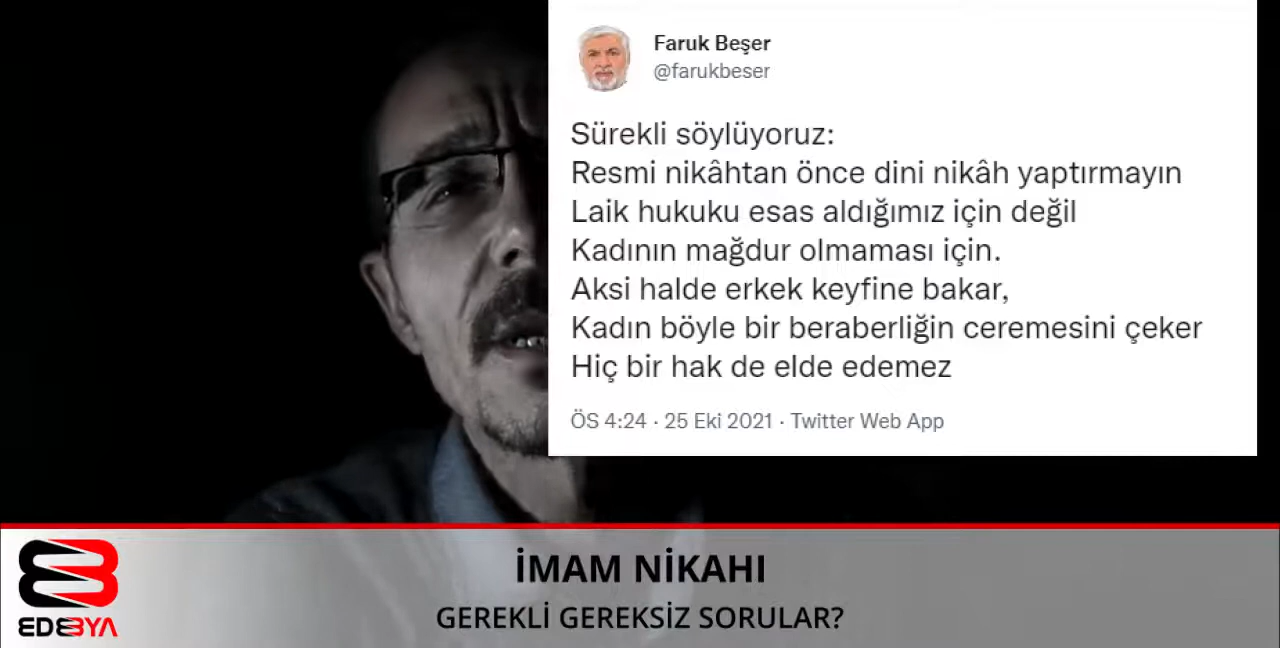 Faruk Beşer
@farukbeser
Sürekli söylüyoruz:
Resmi nikâhtan önce dini nikâh yaptırmayın
Laik hukuku esas aldığımız için değil
Kadının mağdur olmaması için.
Aksi halde erkek keyfine bakar,
Kadın böyle bir beraberliğin ceremesini çeker
Hiç bir hak de elde edemez
ÖS 4:24 · 25 Eki 2021 · Twitter Web App
İMAM NİKAHI
GEREKLİ GEREKSİZ SORULAR?
EDEBYA